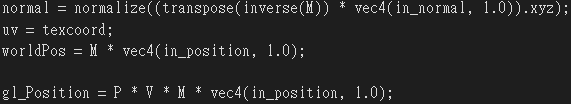 normal = normalize((transpose(inverse(M)) * vec4(in_normal, 1.0)).xyz);
uv = texcoord;
worldPos = M * vec4(in_position, 1.0);
gl_Position = P * V * M * vec4(in_position, 1.0);